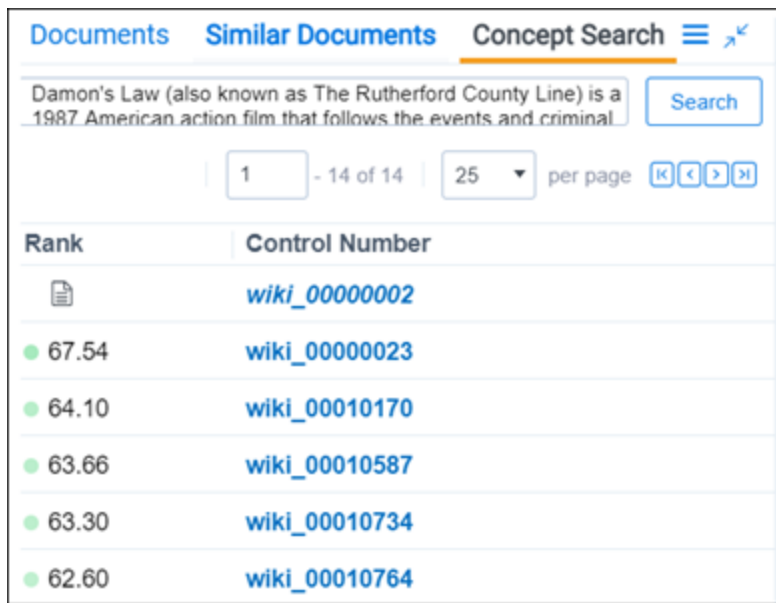 Documents Similar Documents Concept Search
Damon's Law (also known as The Rutherford County Line) is a
1987 American action film that follows the events and criminal
Search
1 - 14 of 14 25 per page
Rank Control Number
wiki_00000002
67.54 wiki_00000023
64.10 wiki_00010170
63.66 wiki_00010587
63.30 wiki_00010734
62.60 wiki_00010764